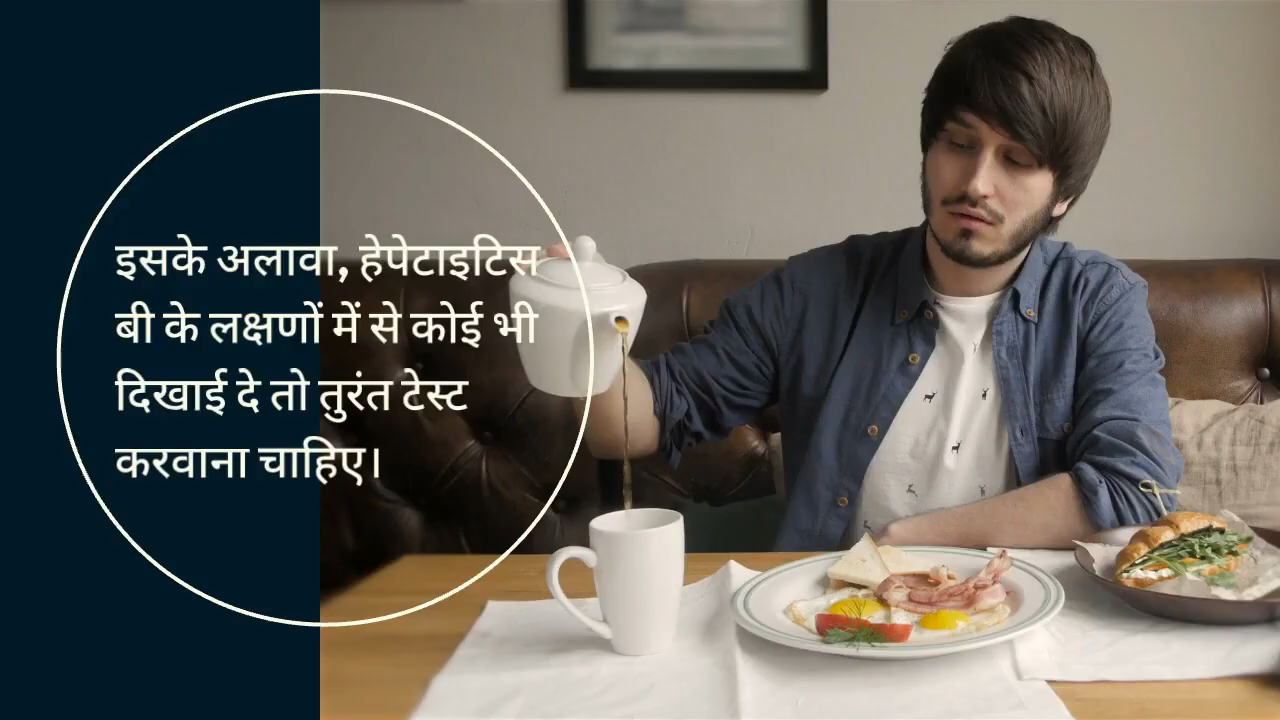 इसके अलावा, हेपेटाइटिस
बी के लक्षणों में से कोई भी
दिखाई दे तो तुरंत टेस्ट
करवाना चाहिए।